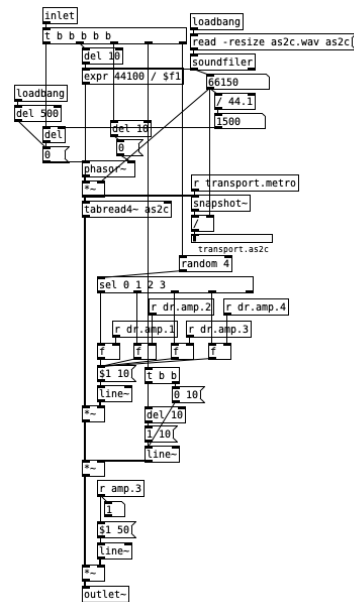 inlet
loadbang
t b b b b b
read -resize as2c.wav as2c
del 10
soundfiler
expr 44100 / $f1
66150
loadbang
/ 44.1
del 500
1500
del
del 10
0
0
phasor~
r transport.metro
*~
snapshot~
tabread4~ as2c
/
transport.as2c
random 4
sel 0 1 2 3
r dr.amp.2
r dr.amp.4
r dr.amp.1
r dr.amp.3
f
f
f
f
$1 10
t b b
line~
0 10
*~
del 10
1 10
line~
*~
r amp.3
1
$1 50
line~
*~
outlet~